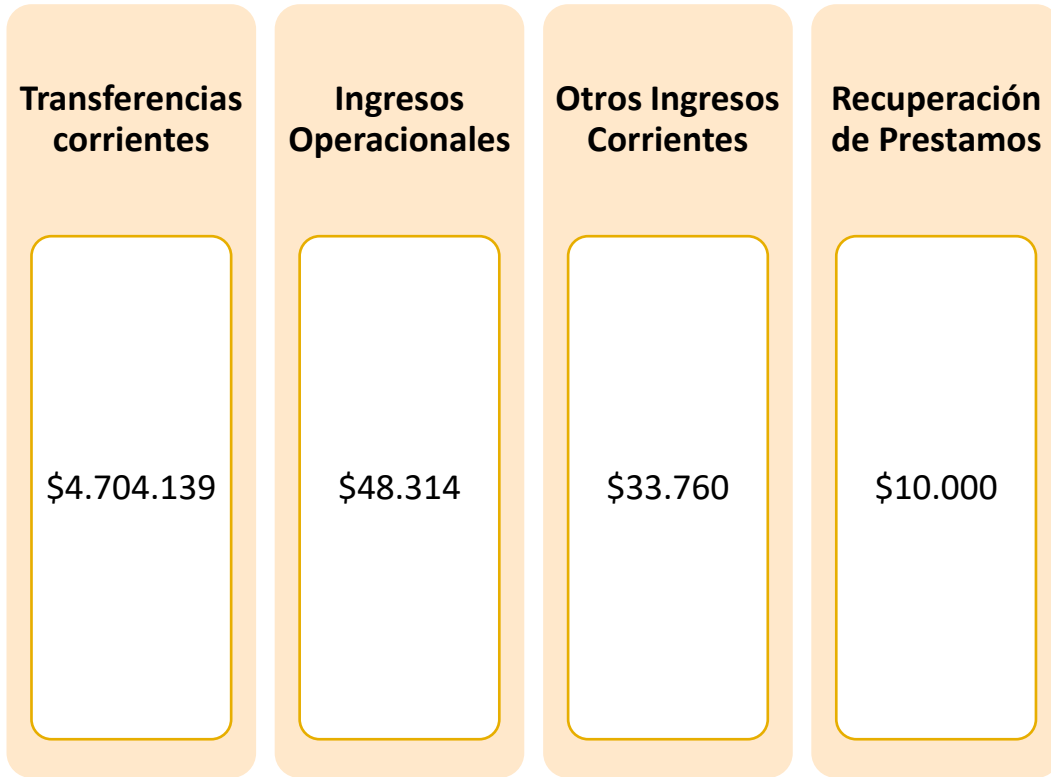 Transferencias
corrientes
$4.704.139
Ingresos
Operacionales
$48.314
Otros Ingresos
Corrientes
$33.760
Recuperación
de Prestamos
$10.000